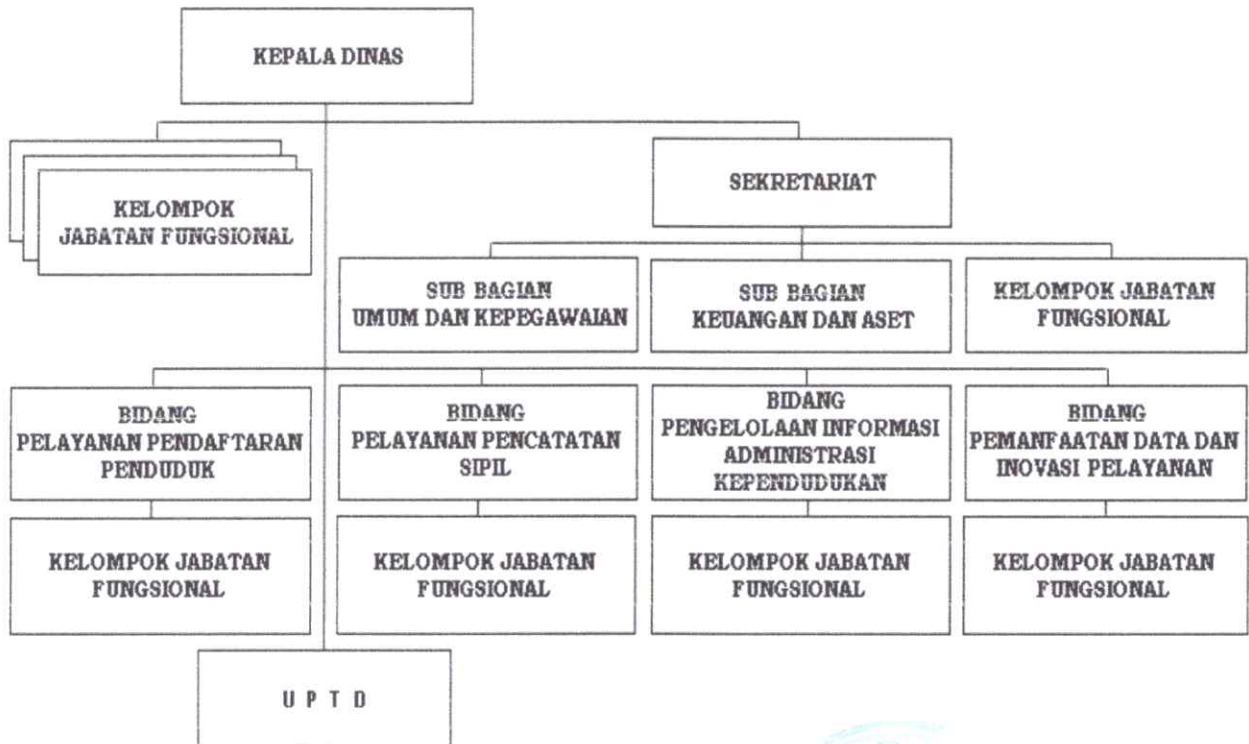 KEPALA DINAS
KELOMPOK
JABATAN FUNGSIONAL
SEKRETARIAT
SUB BAGIAN
UMUM DAN KEPEGAWAIAN
SUB BAGIAN
KEUANGAN DAN ASET
KELOMPOK JABATAN
FUNGSIONAL
BIDANG
PELAYANAN PENDAFTARAN
PENDUDUK
BIDANG
PELAYANAN PENCATATAN
SIPIL
BIDANG
PENGELOLAAN INFORMASI
ADMINISTRASI
KEPENDUDUKAN
BIDANG
PEMANFAATAN DATA DAN
INOVASI PELAYANAN
KELOMPOK JABATAN
FUNGSIONAL
KELOMPOK JABATAN
FUNGSIONAL
KELOMPOK JABATAN
FUNGSIONAL
KELOMPOK JABATAN
FUNGSIONAL
U P T D